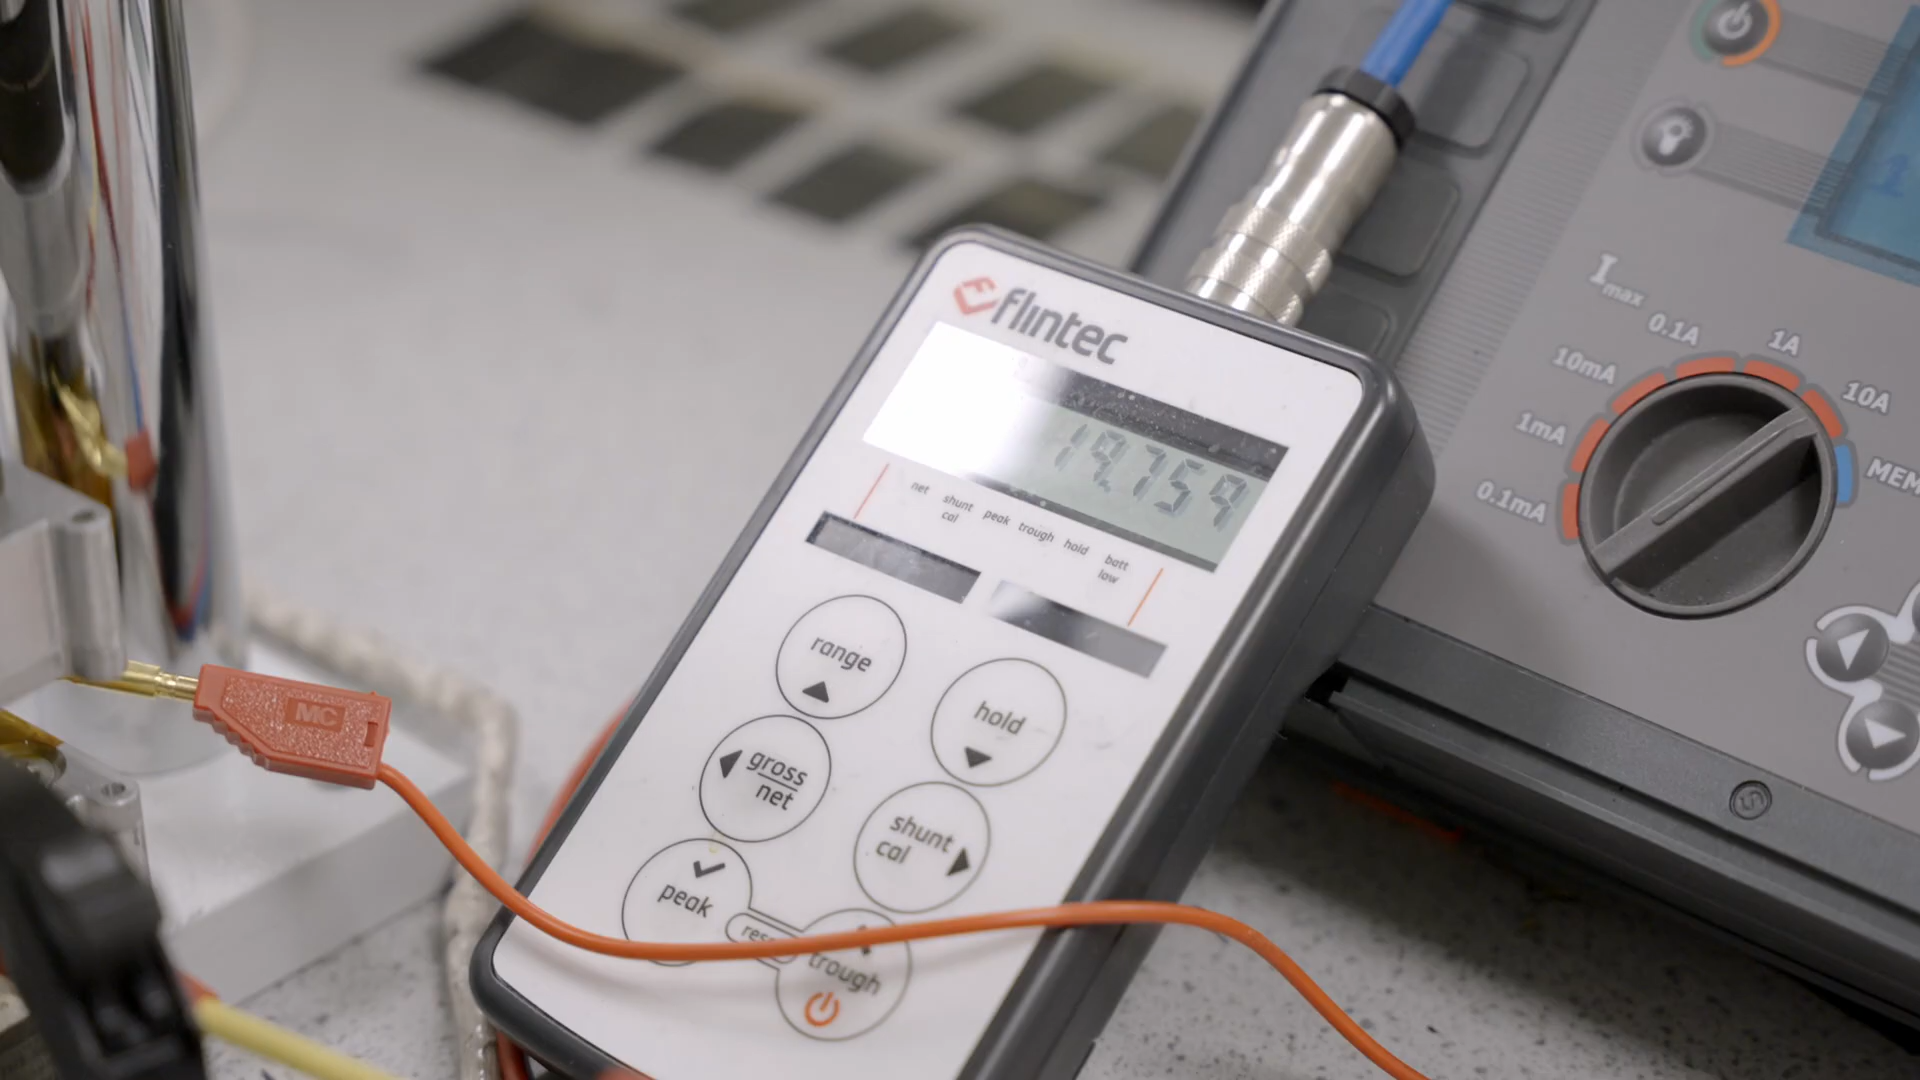 flintec
19.759
net
shunt cal
peak
trough
hold
batt low
range
hold
gross
net
shunt cal
peak
trough
MC
Imax
0.1mA
1mA
10mA
0.1A
1A
10A